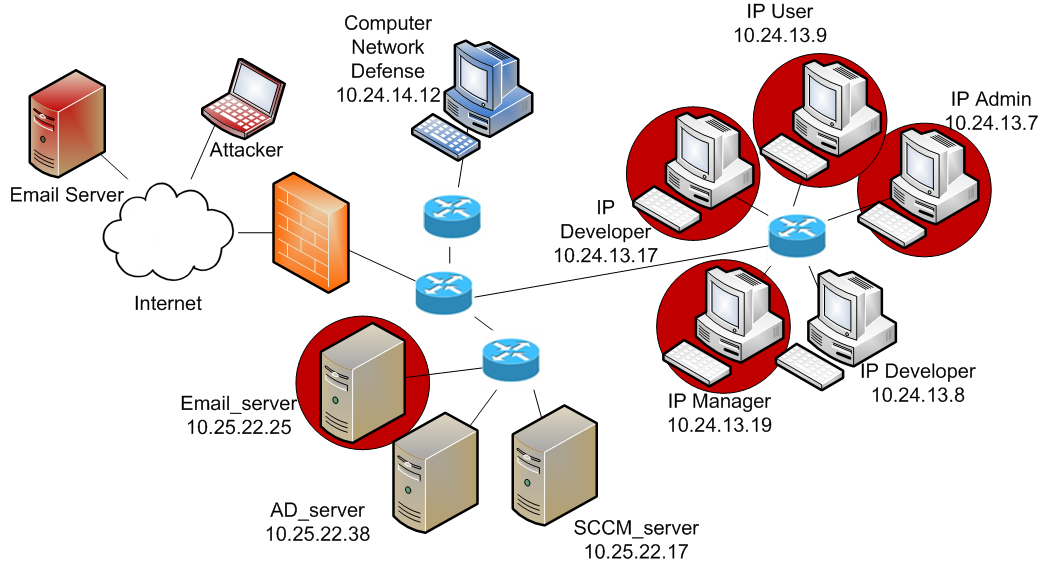 Computer
Network
Defense
10.24.14.12
IP User
10.24.13.9
IP Admin
10.24.13.7
Attacker
Email Server
IP
Developer
10.24.13.17
Internet
IP Developer
10.24.13.8
IP Manager
10.24.13.19
Email_server
10.25.22.25
AD_server
10.25.22.38
SCCM_server
10.25.22.17